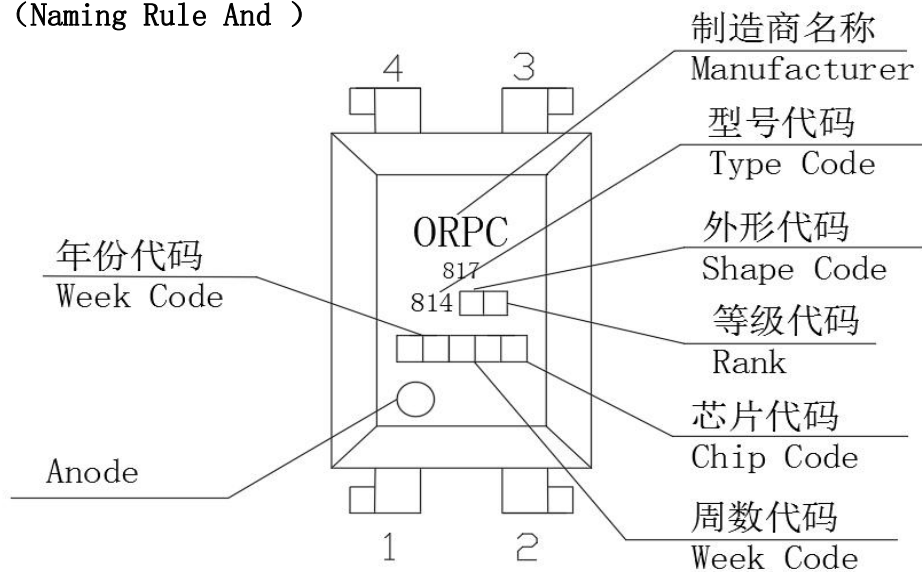 (Naming Rule And )
制造商名称
Manufacturer
4
3
型号代码
Type Code
ORPC
外形代码
Shape Code
年份代码
Week Code
817
814
等级代码
Rank
芯片代码
Chip Code
Anode
周数代码
Week Code
1
2